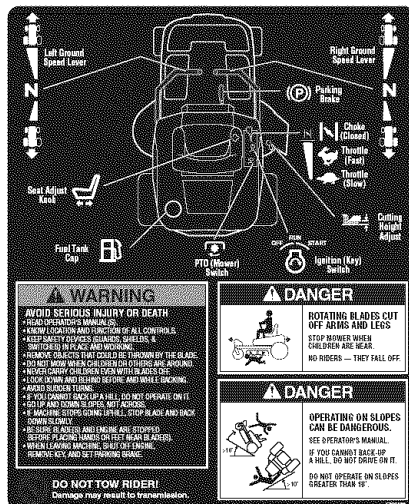 Left Ground
Speed Lever
Right Ground
Speed Lever
N
N
(P)
Parking
Brake
N
Choke
(Closed)
Throttle
(Fast)
Throttle
(Slow)
Seat Adjust
Knob
Cutting
Height
Adjust
Fuel Tank
Cap
PTO (Mower)
Switch
OFF RUN START
Ignition (Key)
Switch
WARNING
AVOID SERIOUS INJURY OR DEATH
• READ OPERATOR'S MANUAL(S).
• KNOW LOCATION AND FUNCTION OF ALL CONTROLS.
• KEEP SAFETY DEVICES (GUARDS, SHIELDS, &
SWITCHES) IN PLACE AND WORKING.
• REMOVE OBJECTS THAT COULD BE THROWN BY THE BLADE.
• DO NOT MOW WHEN CHILDREN OR OTHERS ARE AROUND.
• NEVER CARRY CHILDREN EVEN WITH BLADES OFF.
• LOOK DOWN AND BEHIND BEFORE AND WHILE BACKING.
• AVOID SUDDEN TURNS.
• IF YOU CANNOT BACK UP A HILL, DO NOT OPERATE ON IT.
• GO UP AND DOWN SLOPES, NOT ACROSS.
• IF MACHINE STOPS GOING UPHILL, STOP BLADE AND BACK
DOWN SLOWLY.
• BE SURE BLADE(S) AND ENGINE ARE STOPPED
BEFORE PLACING HANDS OR FEET NEAR BLADE(S).
• WHEN LEAVING MACHINE, SHUT OFF ENGINE,
REMOVE KEY, AND SET PARKING BRAKE.
DO NOT TOW RIDER!
Damage may result to transmission.
DANGER
ROTATING BLADES CUT
OFF ARMS AND LEGS
STOP MOWER WHEN
CHILDREN ARE NEAR.
NO RIDERS — THEY FALL OFF.
DANGER
OPERATING ON SLOPES
CAN BE DANGEROUS.
SEE OPERATOR'S MANUAL.
IF YOU CANNOT BACK-UP
A HILL, DO NOT DRIVE ON IT.
DO NOT OPERATE ON SLOPES
GREATER THAN 10°.
>10°
>10°